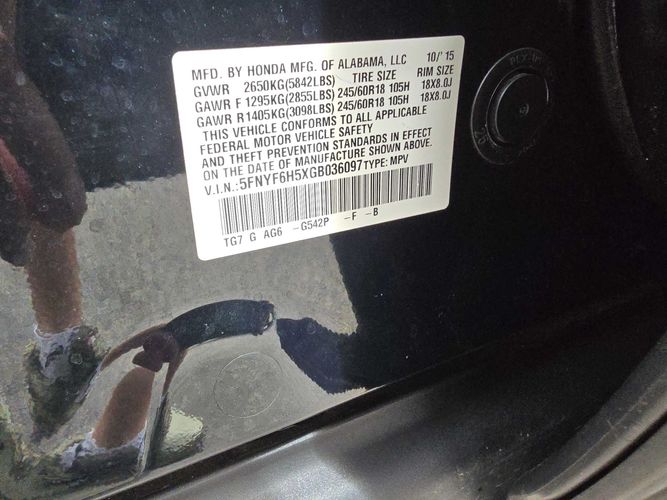 MFD. BY HONDA MFG. OF ALABAMA, LLC 10/'15
GVWR 2650KG(5842LBS) TIRE SIZE RIM SIZE
GAWR F 1295KG(2855LBS) 245/60R18 105H 18X8.0J
GAWR R1405KG(3098LBS) 245/60R18 105H 18X8.0J
THIS VEHICLE CONFORMS TO ALL APPLICABLE
FEDERAL MOTOR VEHICLE SAFETY
AND THEFT PREVENTION STANDARDS IN EFFECT
ON THE DATE OF MANUFACTURE SHOWN ABOVE.
V.I.N.: 5FNYF6H5XGB036097 TYPE: MPV
TG7 G AG6 -G542P -F -B